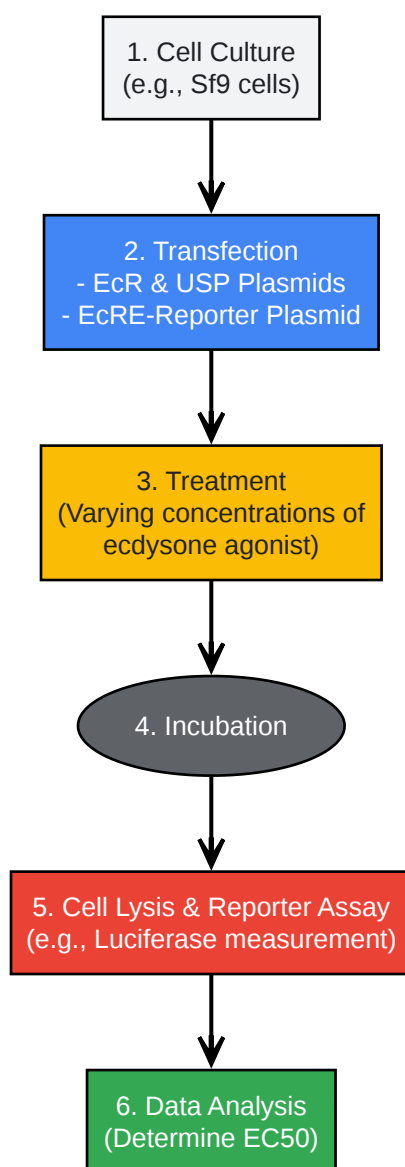 1. Cell Culture
(e.g., Sf9 cells)
2. Transfection
- EcR & USP Plasmids
- EcRE-Reporter Plasmid
3. Treatment
(Varying concentrations of
ecdysone agonist)
4. Incubation
5. Cell Lysis & Reporter Assay
(e.g., Luciferase measurement)
6. Data Analysis
(Determine EC50)